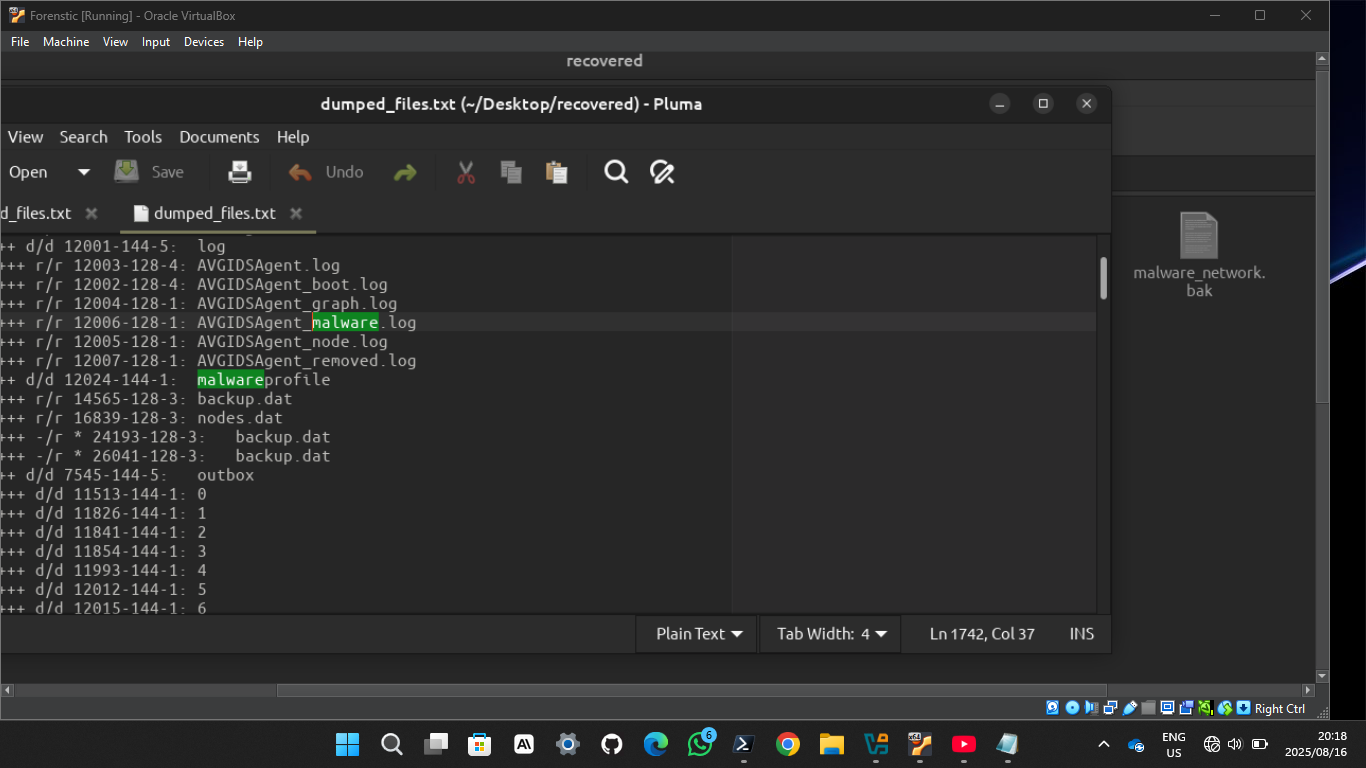 Forenstic [Running] - Oracle VirtualBox
File Machine View Input Devices Help
recovered
dumped_files.txt (~/Desktop/recovered) - Pluma
View Search Tools Documents Help
Open Save Undo
d_files.txt dumped_files.txt
++ d/d 12001-144-5: log
+++ r/r 12003-128-4: AVGIDSAgent.log
+++ r/r 12002-128-4: AVGIDSAgent_boot.log
+++ r/r 12004-128-1: AVGIDSAgent_graph.log
+++ r/r 12006-128-1: AVGIDSAgent_malware.log
+++ r/r 12005-128-1: AVGIDSAgent_node.log
+++ r/r 12007-128-1: AVGIDSAgent_removed.log
++ d/d 12024-144-1: malwareprofile
+++ r/r 14565-128-3: backup.dat
+++ r/r 16839-128-3: nodes.dat
+++ -/r * 24193-128-3: backup.dat
+++ -/r * 26041-128-3: backup.dat
++ d/d 7545-144-5: outbox
+++ d/d 11513-144-1: 0
+++ d/d 11826-144-1: 1
+++ d/d 11841-144-1: 2
+++ d/d 11854-144-1: 3
+++ d/d 11993-144-1: 4
+++ d/d 12012-144-1: 5
+++ d/d 12015-144-1: 6
malware_network.
bak
Plain Text Tab Width: 4 Ln 1742, Col 37 INS
Right Ctrl
AI
6
x64
ENG
US
20:18
2025/08/16